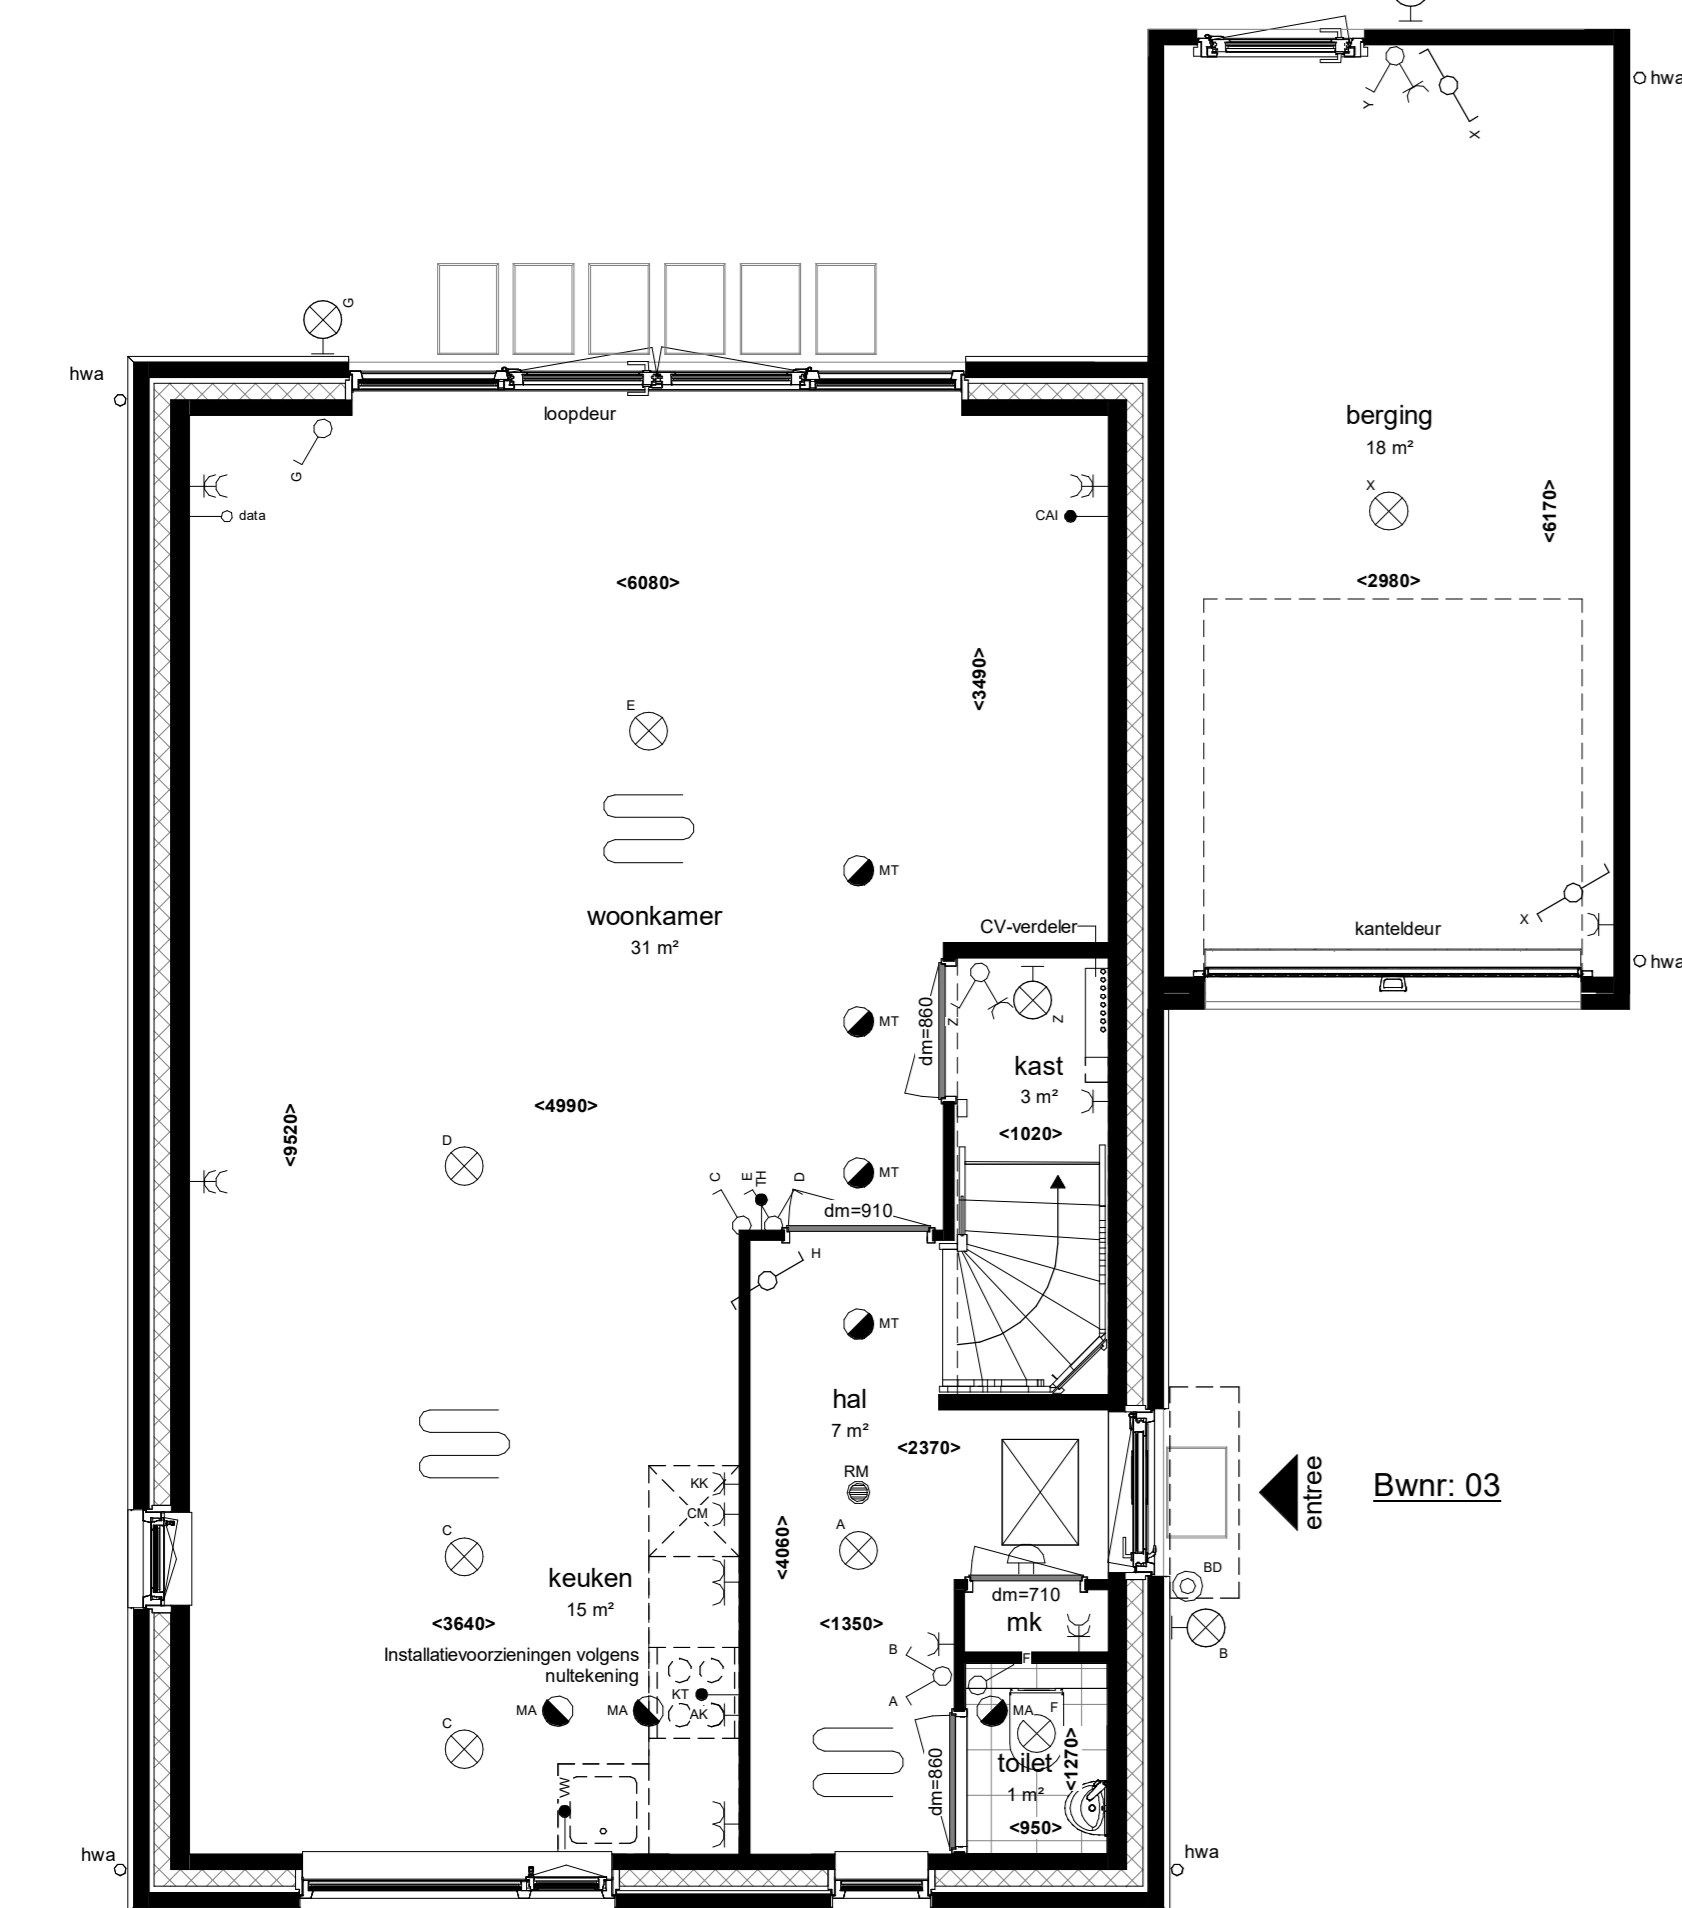 hwa
Y
X
G
hwa
loopdeur
G
berging
18 m²
data
CAI
X
<6170>
<6080>
<2980>
<3490>
E
MT
woonkamer
31 m²
CV-verdeler
X
kanteldeur
hwa
dm=860
Z
Z
MT
kast
3 m²
<4990>
<9520>
<1020>
D
C
E
TH
D
MT
dm=910
H
MT
hal
7 m²
<2370>
KK
RM
CM
entree
Bwnr: 03
C
A
<4060>
keuken
15 m²
BD
dm=710
mk
<3640>
<1350>
B
B
Installatievoorzieningen volgens
nultekening
F
KT
A
MA
MA
AK
MA
F
C
toilet
1 m²
<1270>
dm=860
VW
<950>
hwa
hwa